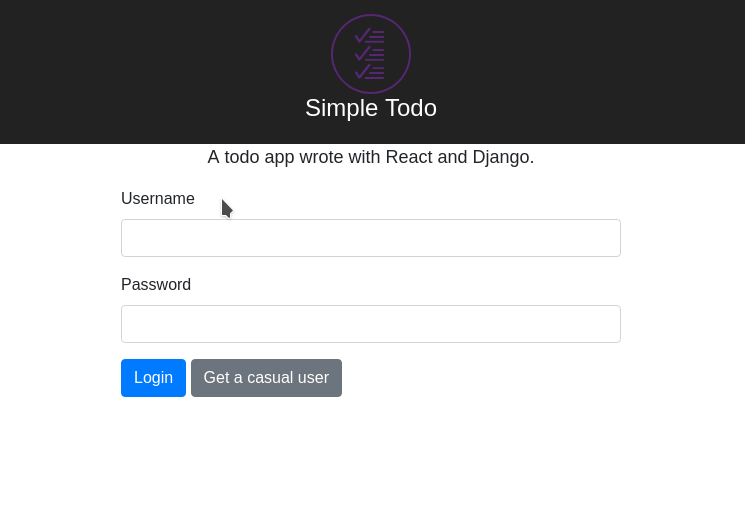 Simple Todo
A todo app wrote with React and Django.
Username
Password
Login Get a casual user